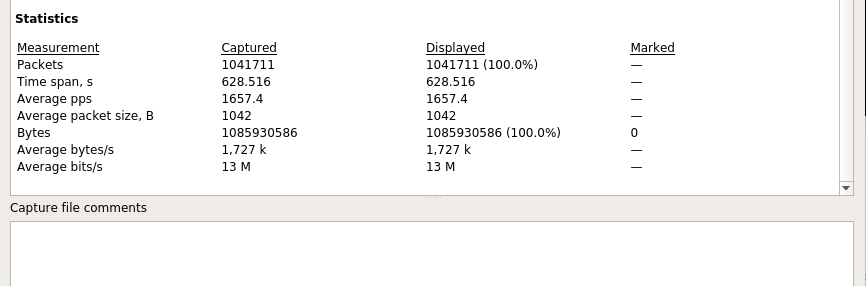 Statistics
Measurement Captured Displayed Marked
Packets 1041711 1041711 (100.0%) —
Time span, s 628.516 628.516 —
Average pps 1657.4 1657.4 —
Average packet size, B 1042 1042 —
Bytes 1085930586 1085930586 (100.0%) 0
Average bytes/s 1,727 k 1,727 k —
Average bits/s 13 M 13 M —
Capture file comments